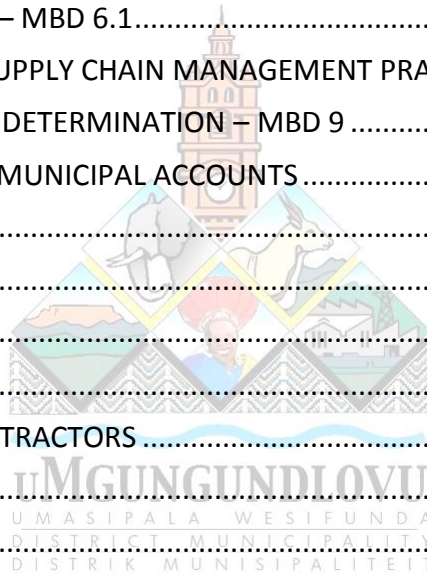 – MBD 6.1..............................
UPPLY CHAIN MANAGEMENT PRA
DETERMINATION – MBD 9 ...........
MUNICIPAL ACCOUNTS ..................
.................................................
.................................................
.................................................
.................................................
TRACTORS ...................................
UMGUNGUNDLOVU
.................................................
UMASIPALA WESIFUNDA
DISTRICT MUNICIPALITY
.................................................
DISTRIK MUNISIPALITEIT